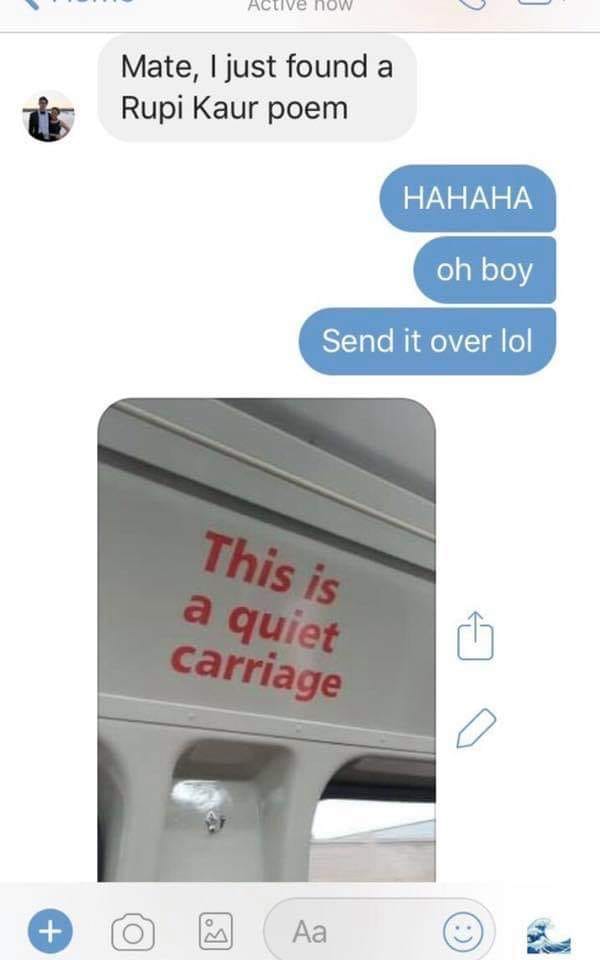 Active now
Mate, I just found a
Rupi Kaur poem
HAHAHA
oh boy
Send it over lol
This is
a quiet
carriage
Aa